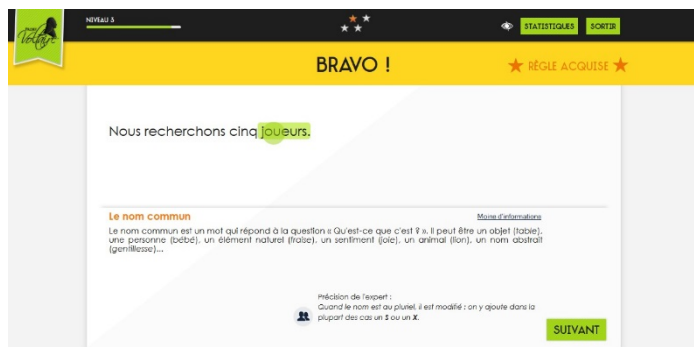 PROJET
Voltaire
NIVEAU 3
STATISTIQUES
SORTIR
BRAVO !
RÈGLE ACQUISE
Nous recherchons cinq joueurs.
Le nom commun
Moins d'informations
Le nom commun est un mot qui répond à la question « Qu'est-ce que c'est ? ». Il peut être un objet (table),
une personne (bébé), un élément naturel (fraise), un sentiment (joie), un animal (lion), un nom abstrait
(gentillesse)...
Précision de l'expert :
Quand le nom est au pluriel, il est modifié : on y ajoute dans la
plupart des cas un S ou un X.
SUIVANT